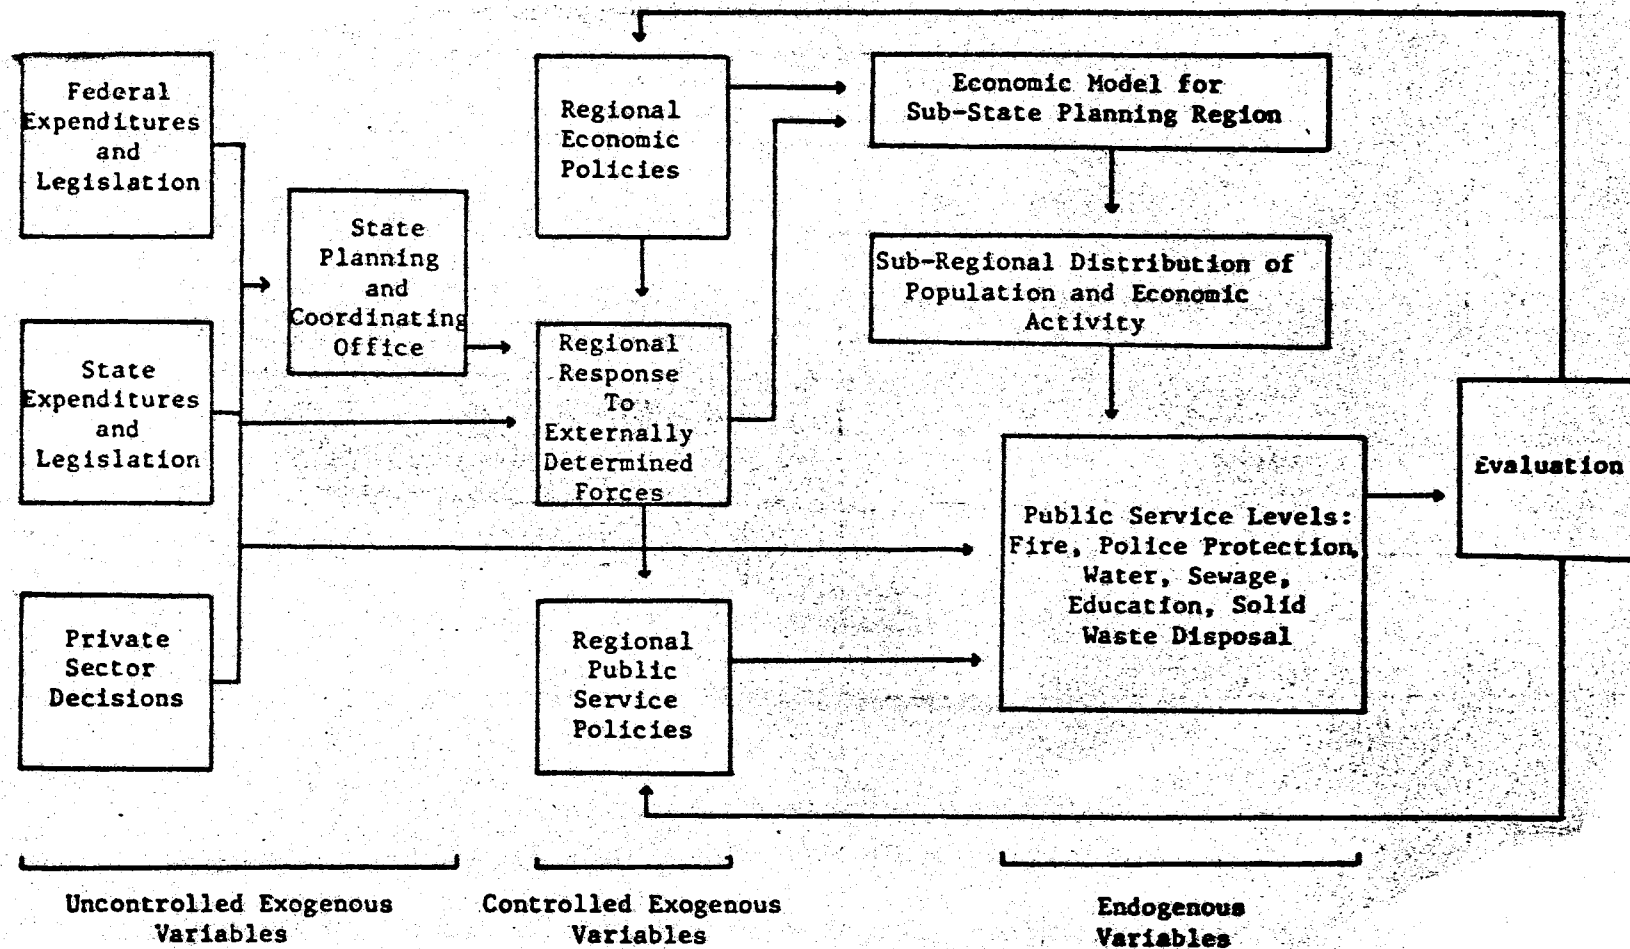 Federal
Expenditures
and
Legislation
State
Planning
and
Coordinating
Office
State
Expenditures
and
Legislation
Private
Sector
Decisions
Regional
Economic
Policies
Regional
Response
To
Externally
Determined
Forces
Regional
Public
Service
Policies
Economic Model for
Sub-State Planning Region
Sub-Regional Distribution of
Population and Economic
Activity
Public Service Levels:
Fire, Police Protection,
Water, Sewage,
Education, Solid
Waste Disposal
Evaluation
Uncontrolled Exogenous
Variables
Controlled Exogenous
Variables
Endogenous
Variables